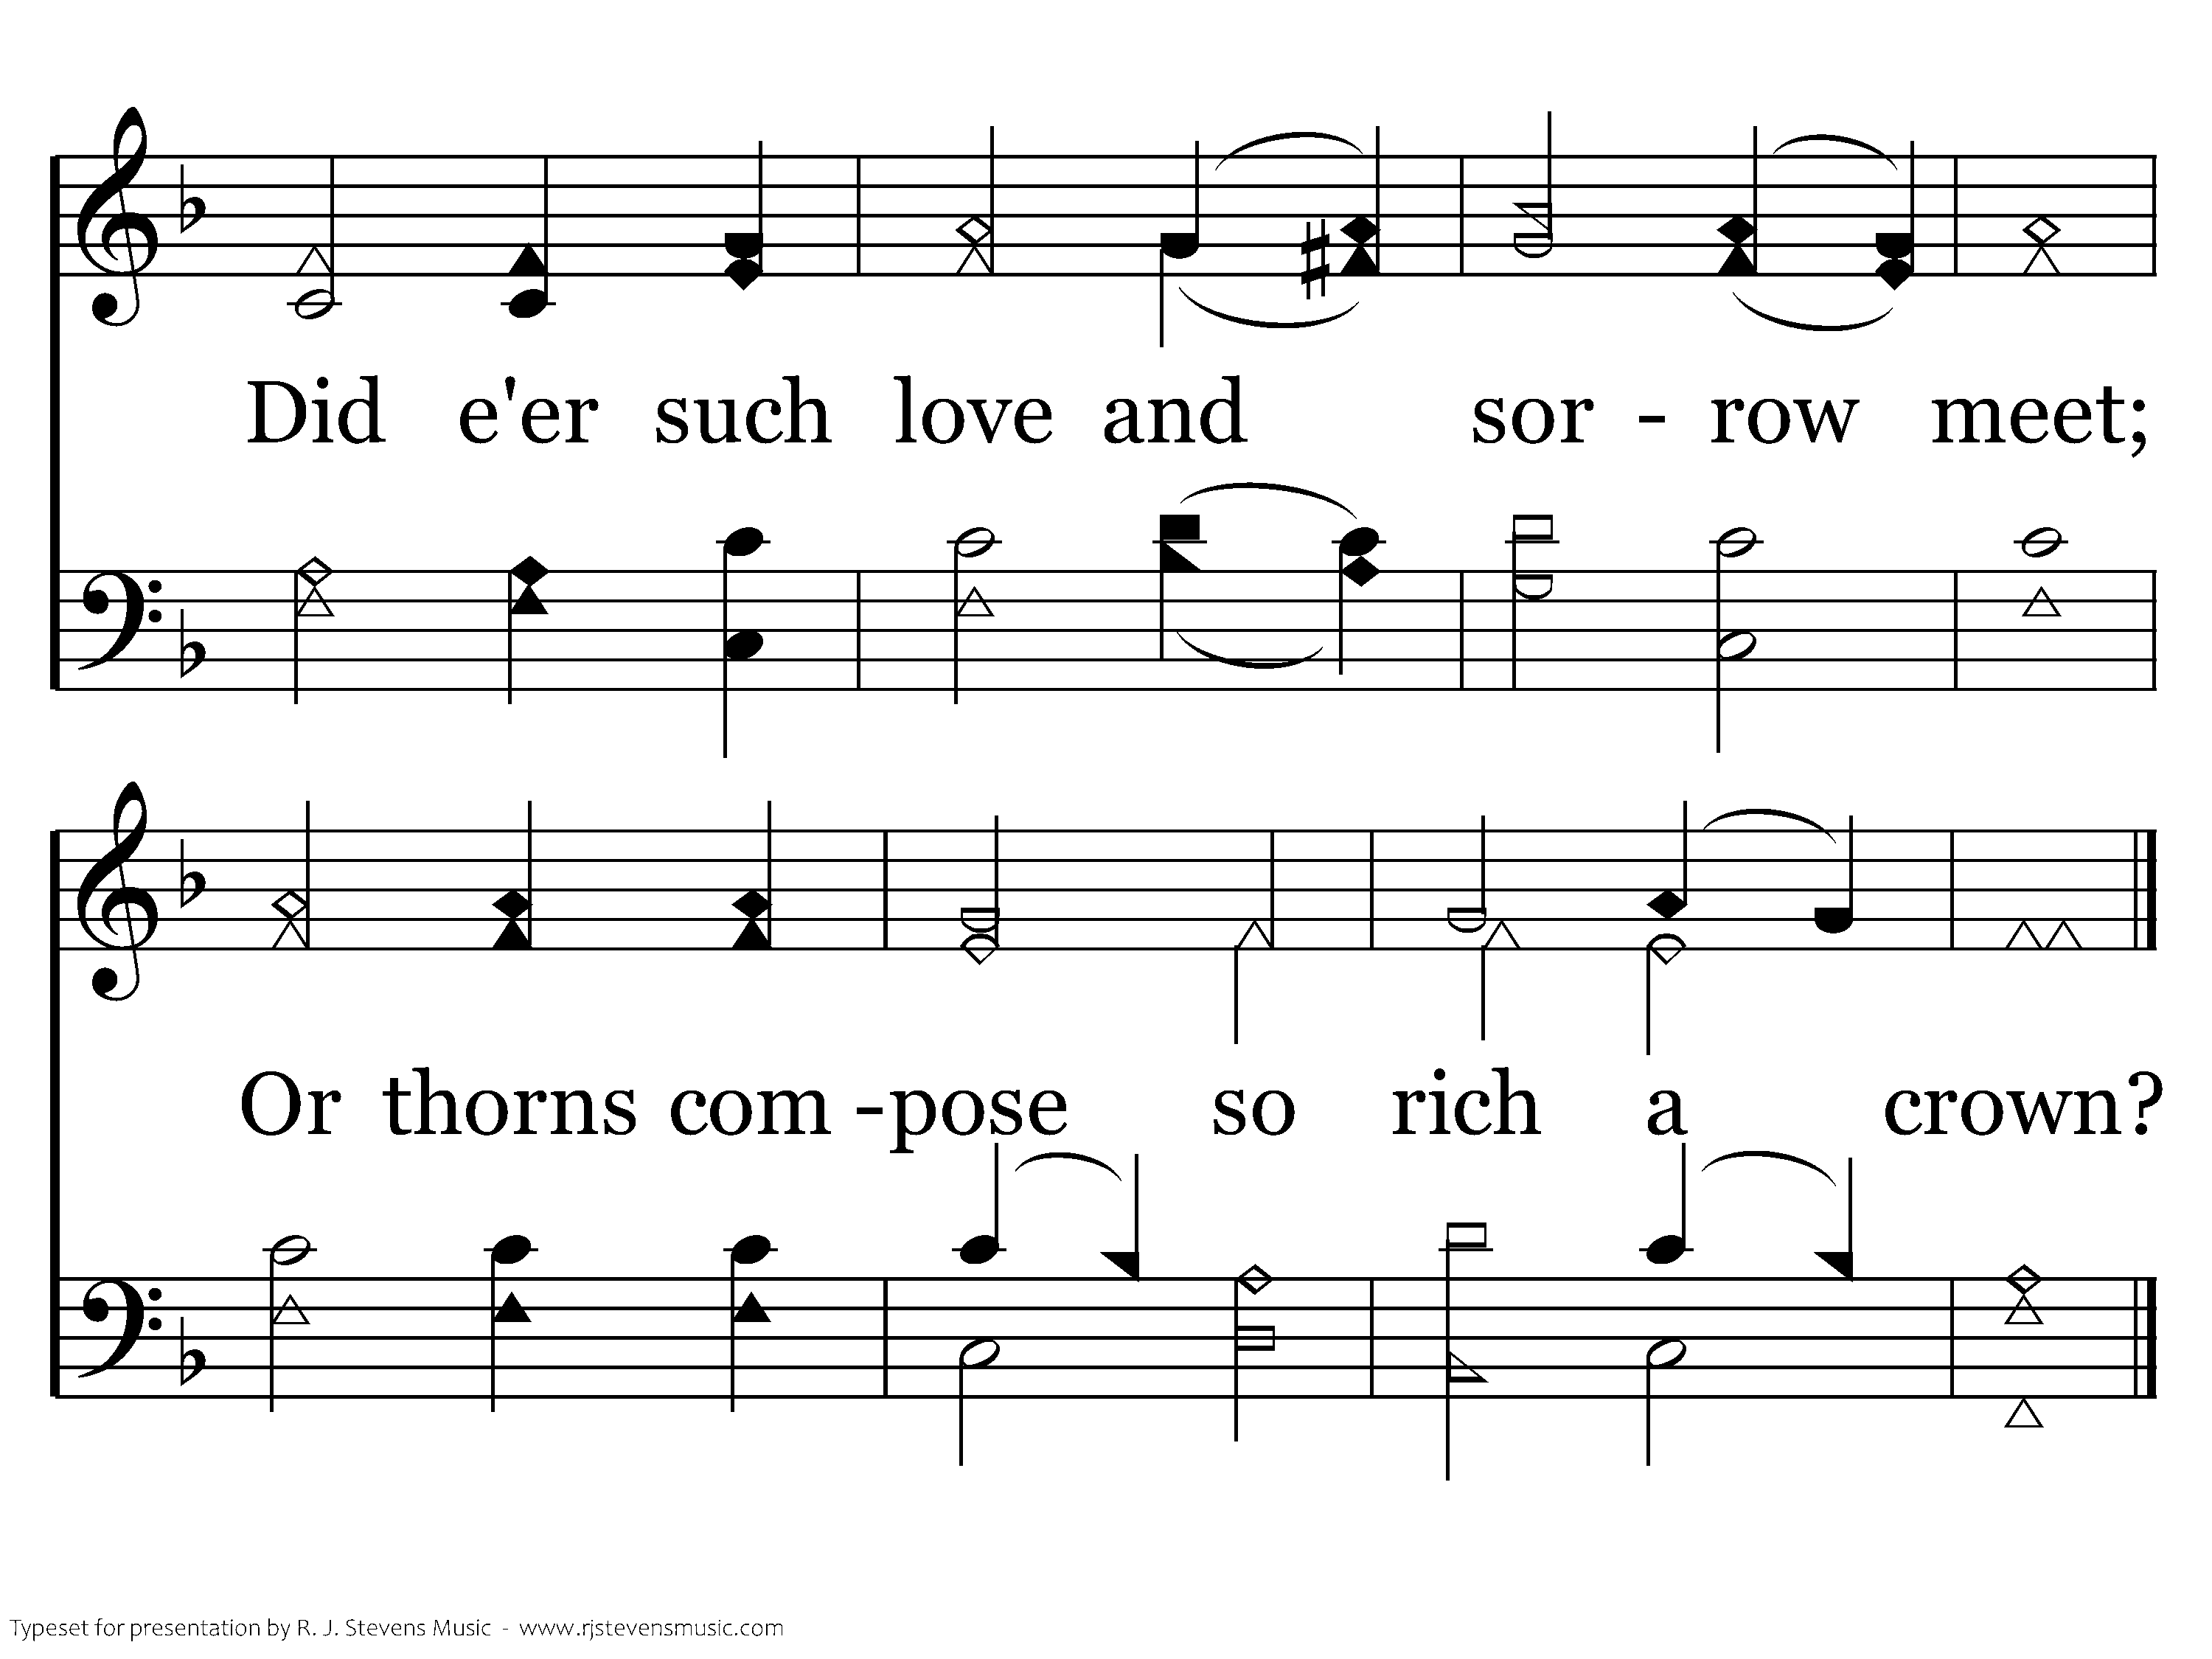 Did e'er such love and sor - row meet;
Or thorns com -pose so rich a crown?
Typeset for presentation by R. J. Stevens Music - www.rjstevensmusic.com